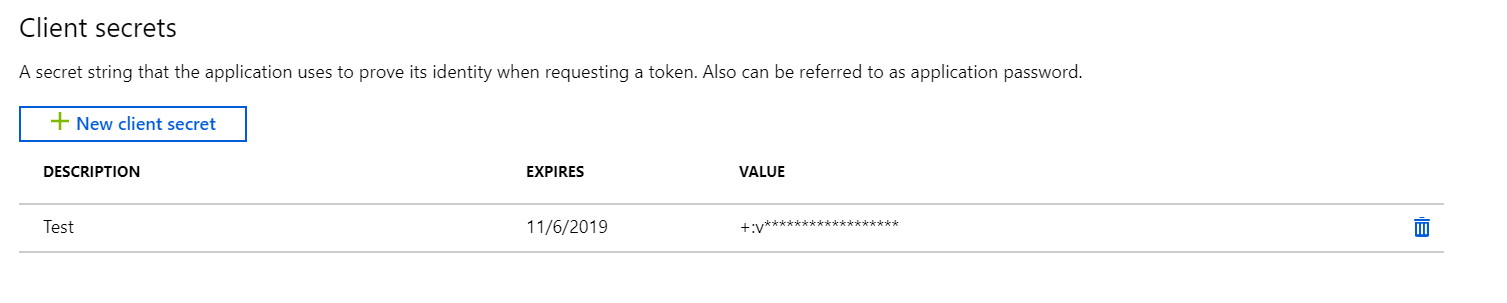 Client secrets
A secret string that the application uses to prove its identity when requesting a token. Also can be referred to as application password.
+ New client secret
DESCRIPTION EXPIRES VALUE
Test 11/6/2019 +:v******************